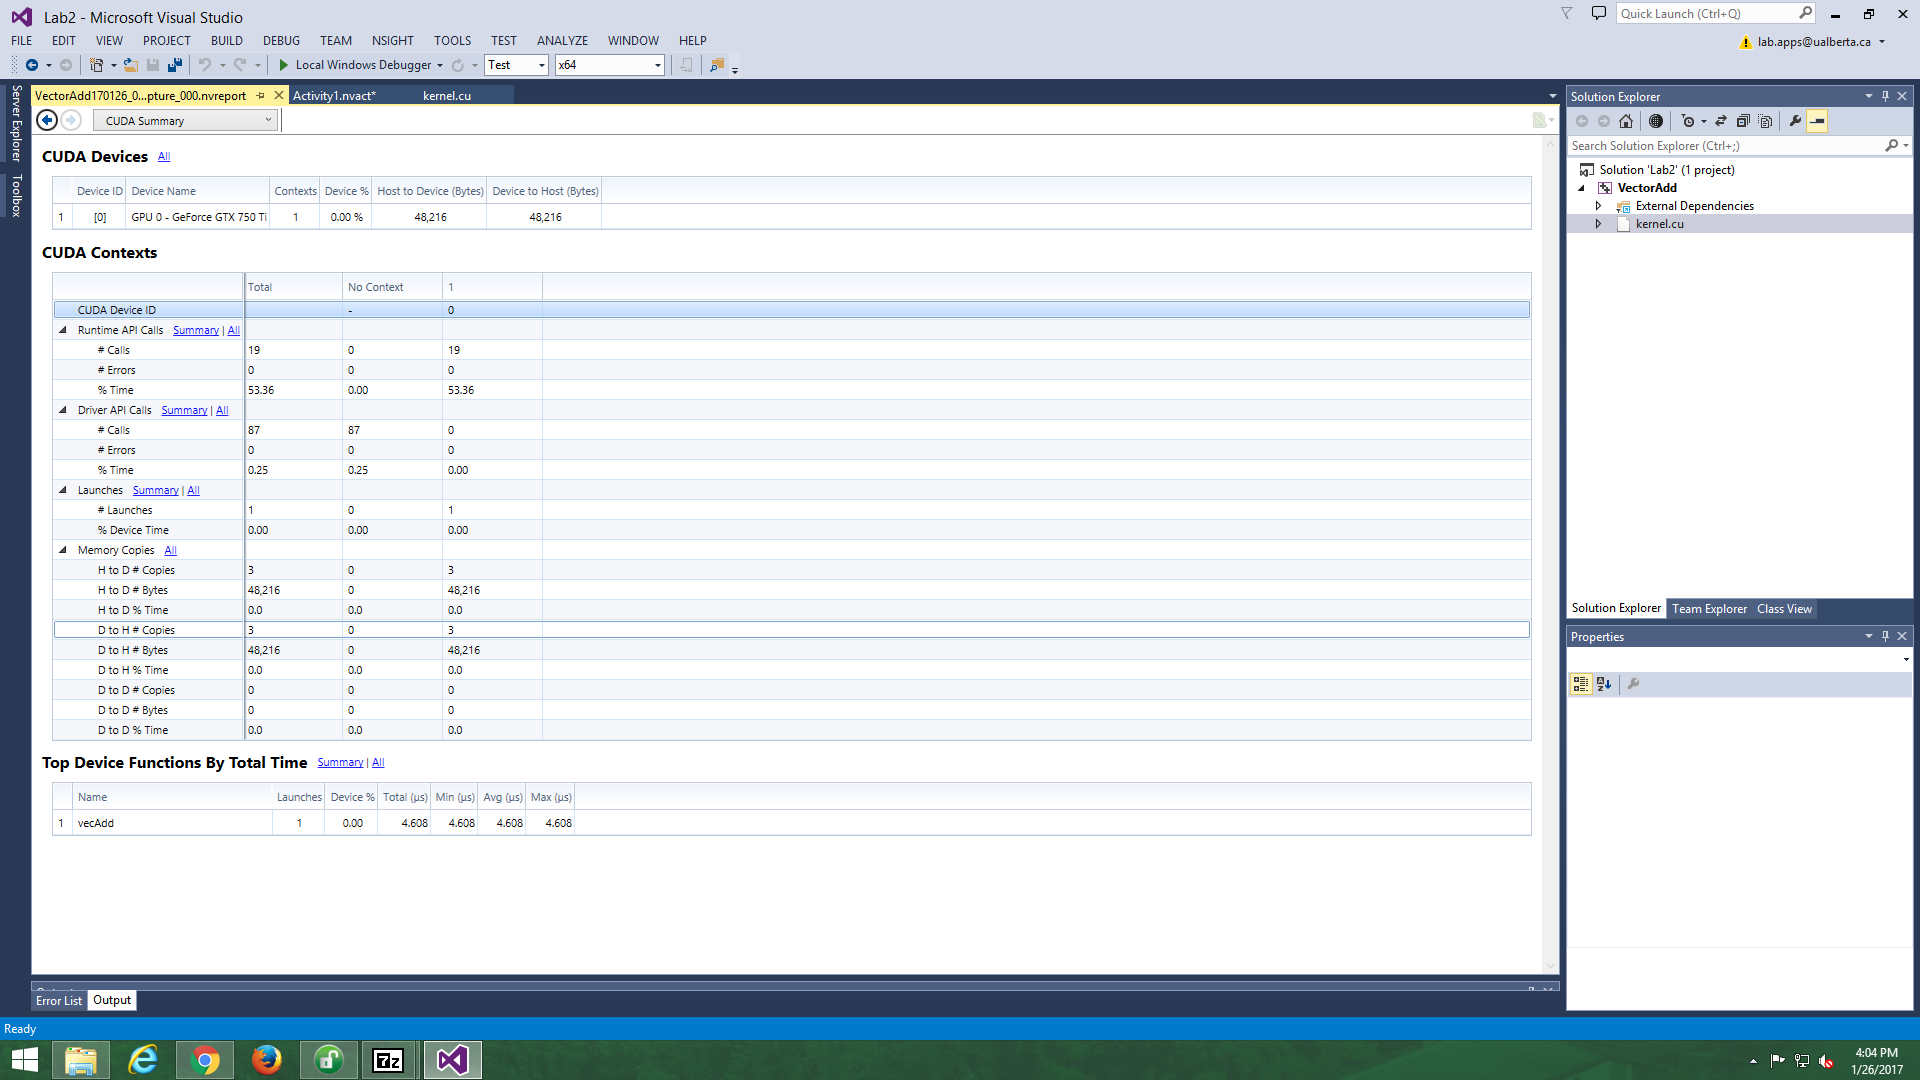 Lab2 - Microsoft Visual Studio
Quick Launch (Ctrl+Q)
FILE EDIT VIEW PROJECT BUILD DEBUG TEAM NSIGHT TOOLS TEST ANALYZE WINDOW HELP
lab.apps@ualberta.ca
Local Windows Debugger Test x64
Server Explorer
Toolbox
VectorAdd170126_0...pture_000.nvreport Activity1.nvact* kernel.cu
CUDA Summary
CUDA Devices All
Device ID Device Name Contexts Device % Host to Device (Bytes) Device to Host (Bytes)
1 [0] GPU 0 - GeForce GTX 750 Ti 1 0.00 % 48,216 48,216
CUDA Contexts
Total No Context 1
CUDA Device ID - 0
Runtime API Calls Summary | All
# Calls 19 0 19
# Errors 0 0 0
% Time 53.36 0.00 53.36
Driver API Calls Summary | All
# Calls 87 87 0
# Errors 0 0 0
% Time 0.25 0.25 0.00
Launches Summary | All
# Launches 1 0 1
% Device Time 0.00 0.00 0.00
Memory Copies All
H to D # Copies 3 0 3
H to D # Bytes 48,216 0 48,216
H to D % Time 0.0 0.0 0.0
D to H # Copies 3 0 3
D to H # Bytes 48,216 0 48,216
D to H % Time 0.0 0.0 0.0
D to D # Copies 0 0 0
D to D # Bytes 0 0 0
D to D % Time 0.0 0.0 0.0
Top Device Functions By Total Time Summary | All
Name Launches Device % Total (µs) Min (µs) Avg (µs) Max (µs)
1 vecAdd 1 0.00 4.608 4.608 4.608 4.608
Solution Explorer
Search Solution Explorer (Ctrl+;)
Solution 'Lab2' (1 project)
VectorAdd
External Dependencies
kernel.cu
Solution Explorer Team Explorer Class View
Properties
Error List Output
Ready
7z
4:04 PM
1/26/2017